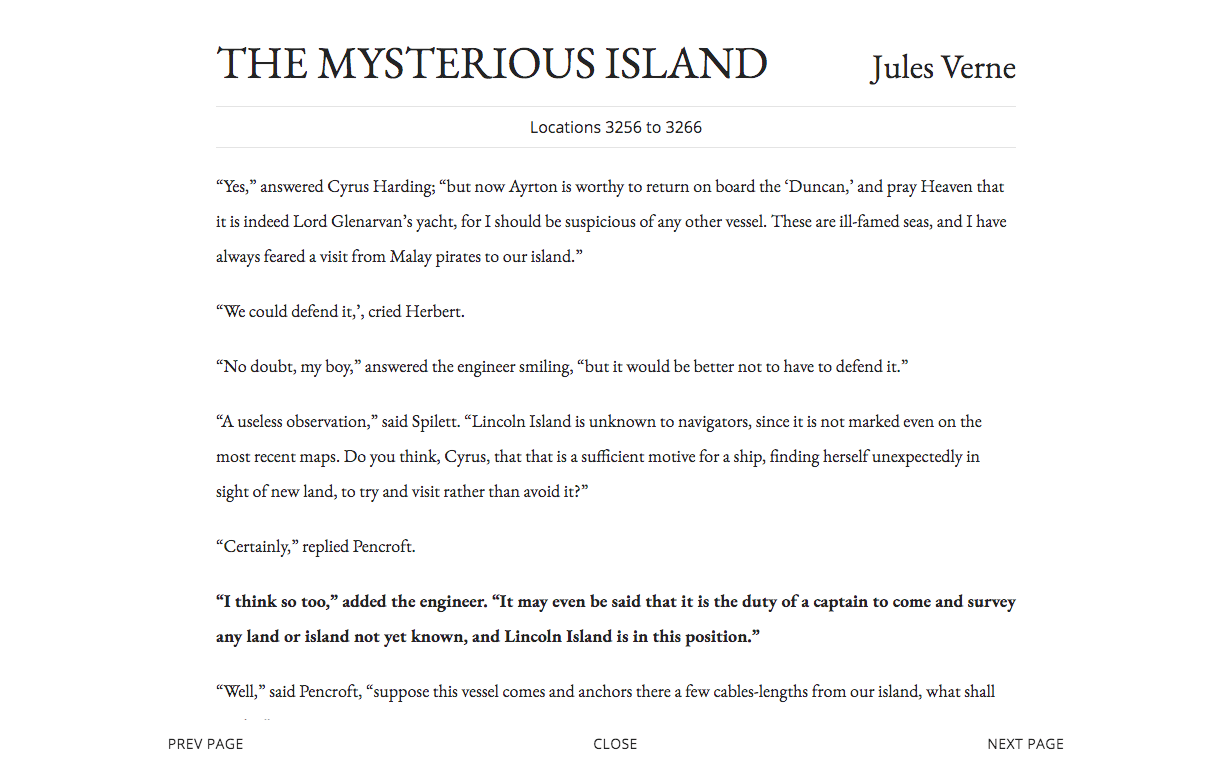 THE MYSTERIOUS ISLAND
Jules Verne
Locations 3256 to 3266
“Yes,” answered Cyrus Harding; “but now Ayrton is worthy to return on board the ‘Duncan,’ and pray Heaven that
it is indeed Lord Glenarvan’s yacht, for I should be suspicious of any other vessel. These are ill-famed seas, and I have
always feared a visit from Malay pirates to our island.”
“We could defend it,’, cried Herbert.
“No doubt, my boy,” answered the engineer smiling, “but it would be better not to have to defend it.”
“A useless observation,” said Spilett. “Lincoln Island is unknown to navigators, since it is not marked even on the
most recent maps. Do you think, Cyrus, that that is a sufficient motive for a ship, finding herself unexpectedly in
sight of new land, to try and visit rather than avoid it?”
“Certainly,” replied Pencroft.
“I think so too,” added the engineer. “It may even be said that it is the duty of a captain to come and survey
any land or island not yet known, and Lincoln Island is in this position.”
“Well,” said Pencroft, “suppose this vessel comes and anchors there a few cables-lengths from our island, what shall
PREV PAGE
CLOSE
NEXT PAGE